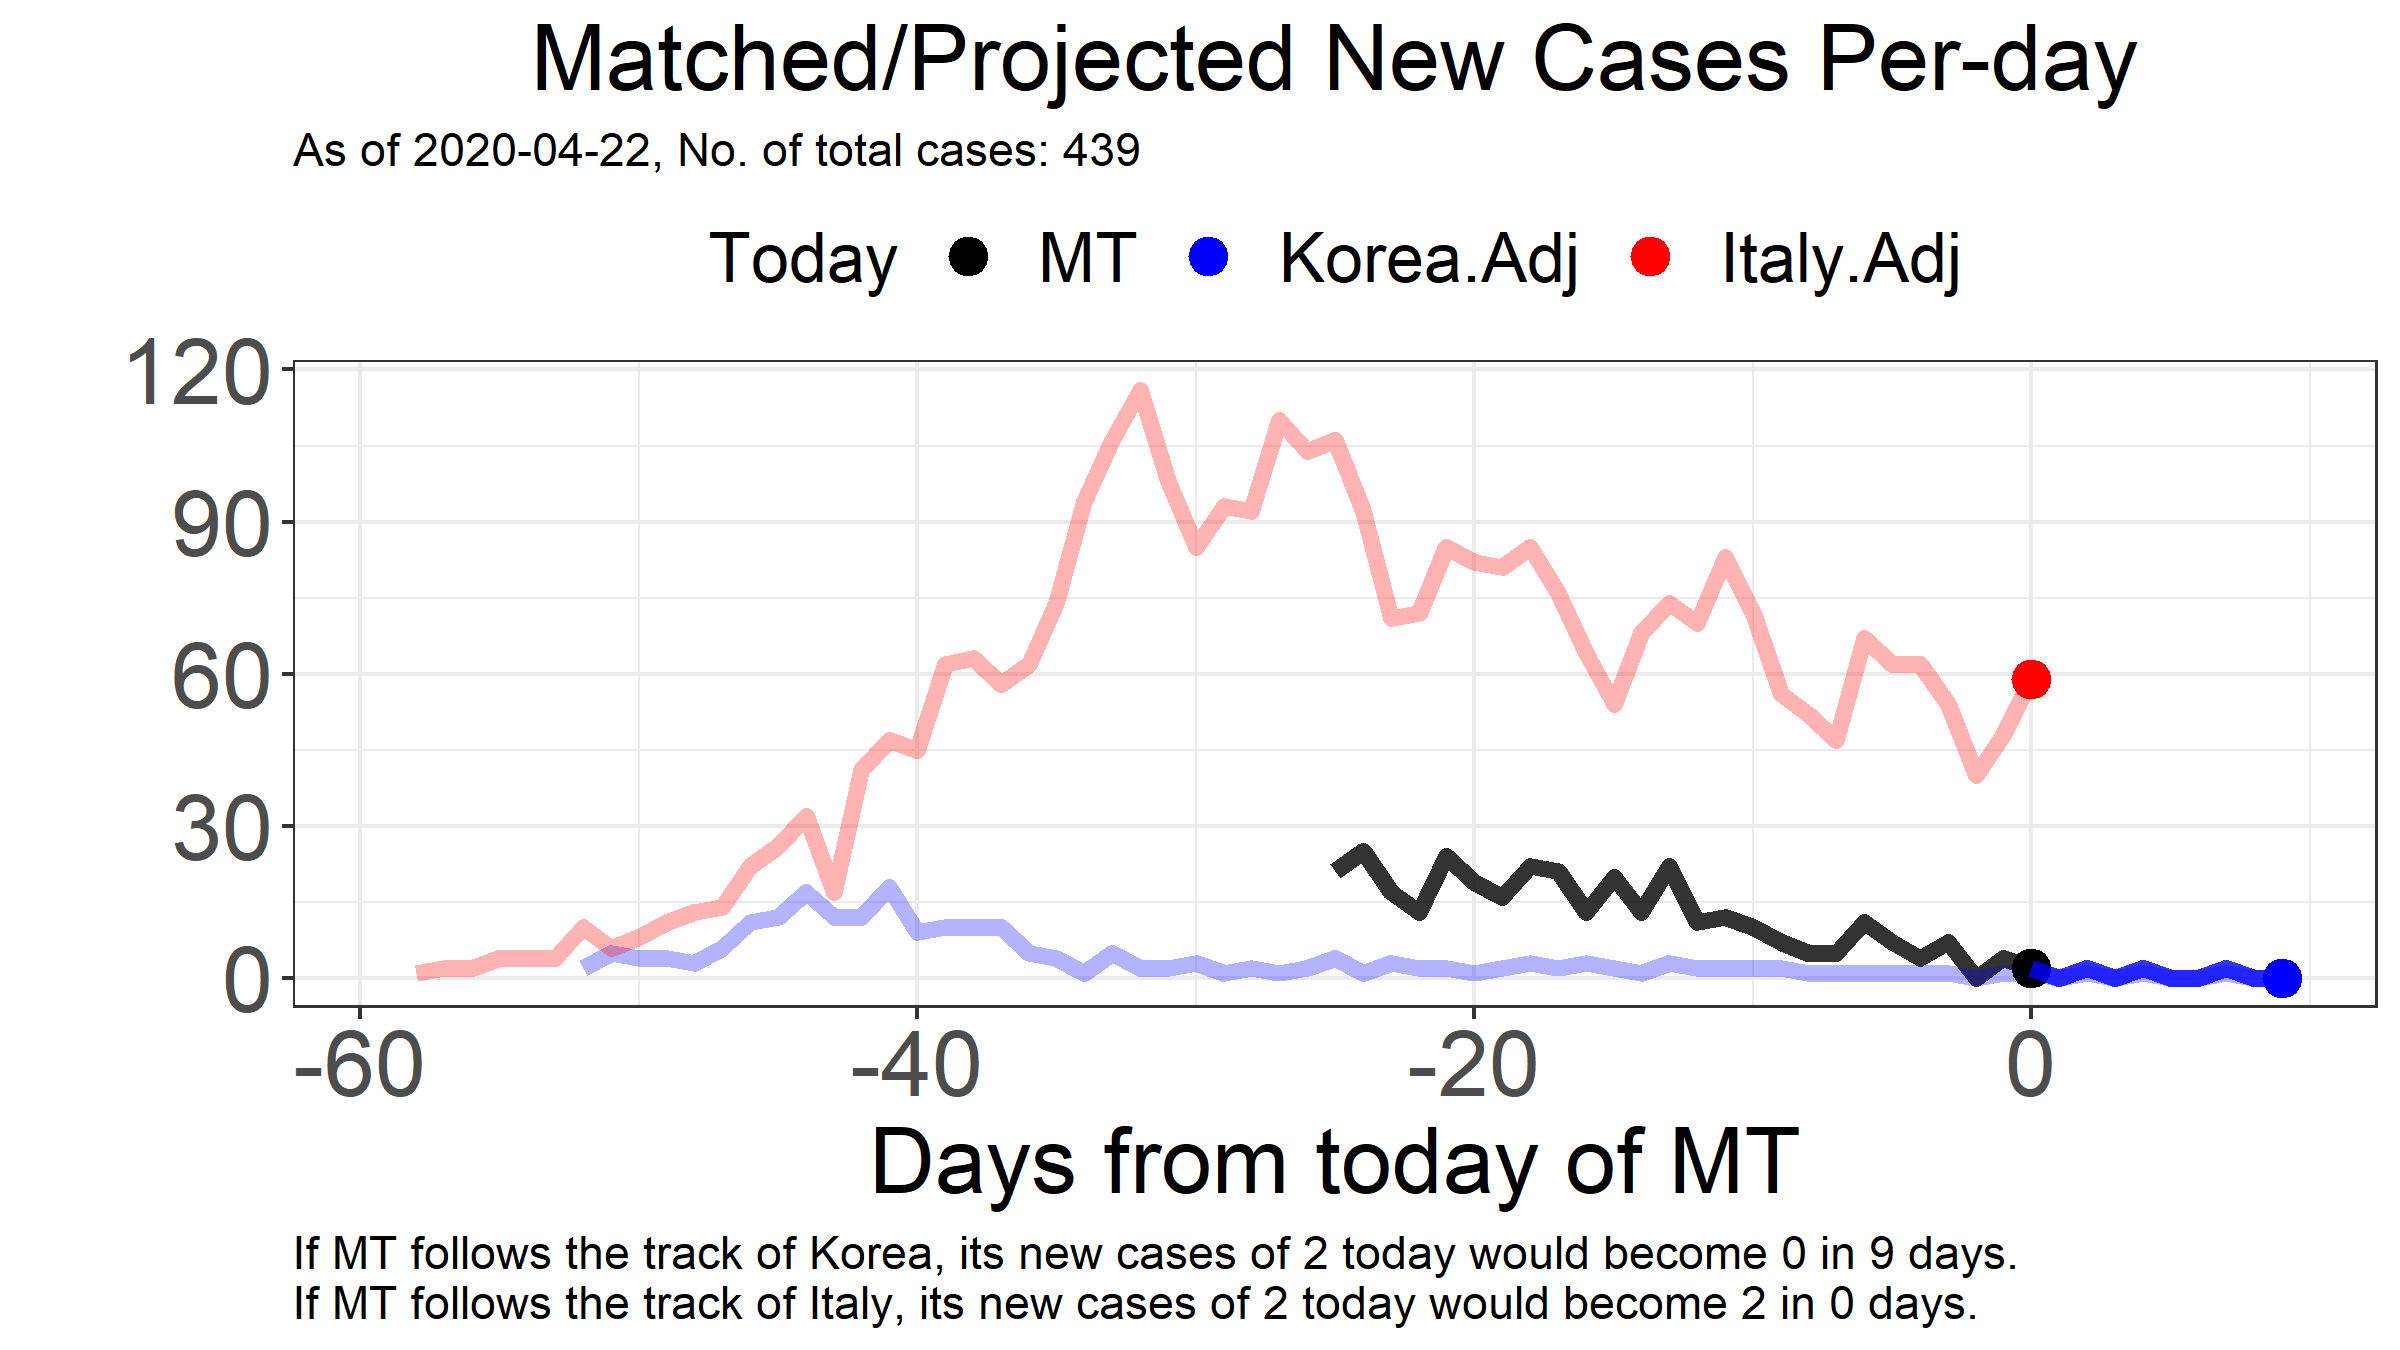 Matched/Projected New Cases Per-day
As of 2020-04-22, No. of total cases: 439
Today MT Korea.Adj Italy.Adj
120
90
60
30
0
-60 -40 -20 0
Days from today of MT
If MT follows the track of Korea, its new cases of 2 today would become 0 in 9 days.
If MT follows the track of Italy, its new cases of 2 today would become 2 in 0 days.